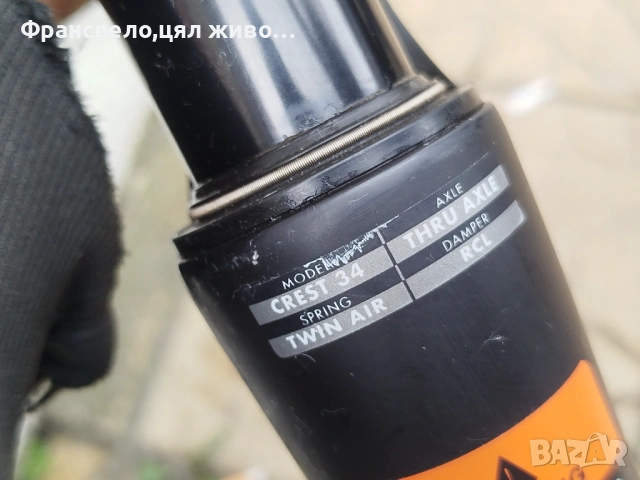 Франсвело,цял живо...
MODEL
CREST 34
SPRING
TWIN AIR
AXLE
THRU AXLE
DAMPER
RCL
BAZAR